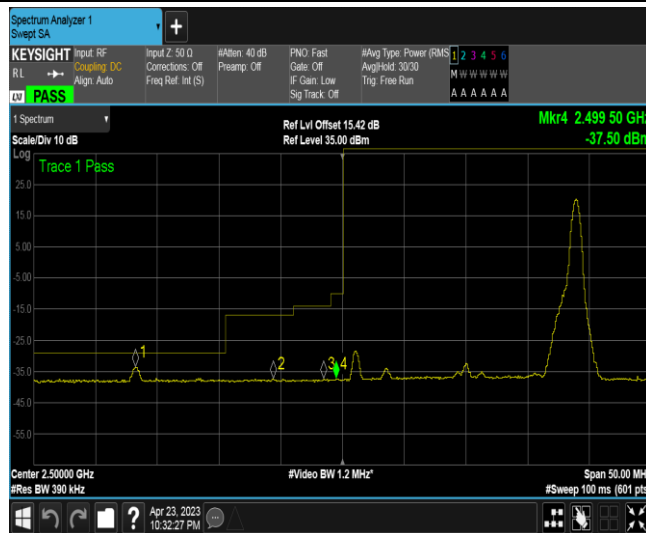 Spectrum Analyzer 1
Swept SA
+
KEYSIGHT
RL
LXI PASS
Input: RF
Coupling: DC
Align: Auto
Input Z: 50 Ω
Corrections: Off
Freq Ref: Int (S)
#Atten: 40 dB
Preamp: Off
PNO: Fast
Gate: Off
IF Gain: Low
Sig Track: Off
#Avg Type: Power (RMS
Avg|Hold: 30/30
Trig: Free Run
1 2 3 4 5 6
M W W W W W
A A A A A A
1 Spectrum
Scale/Div 10 dB
Ref Lvl Offset 15.42 dB
Ref Level 35.00 dBm
Mkr4 2.499 50 GHz
-37.50 dBm
Log
Trace 1 Pass
25.0
15.0
5.00
-5.00
-15.0
-25.0
-35.0
-45.0
-55.0
1
2
3
4
Center 2.50000 GHz
#Res BW 390 kHz
#Video BW 1.2 MHz*
Span 50.00 MH
#Sweep 100 ms (601 pts
?
Apr 23, 2023
10:32:27 PM